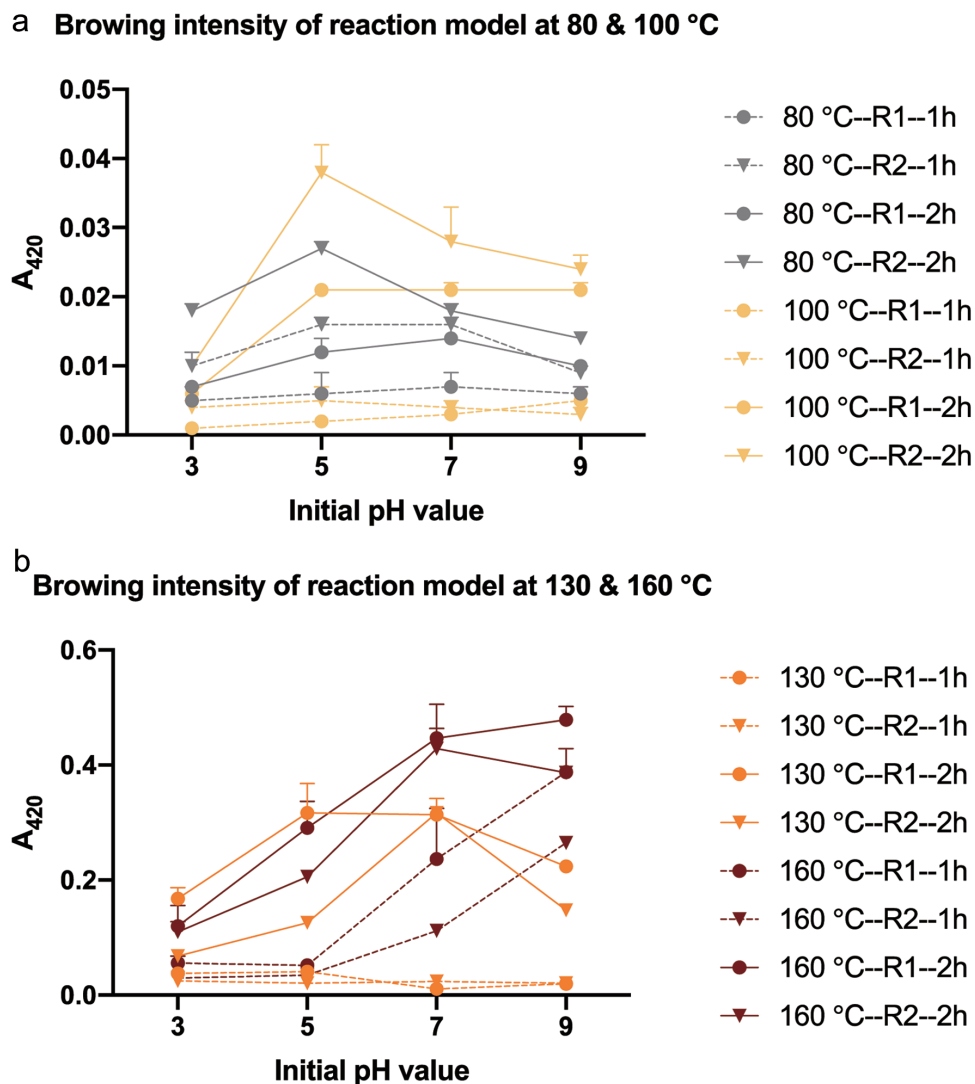 a Browing intensity of reaction model at 80 & 100 °C
0.05
0.04
0.03
0.02
0.01
0.00
A420
3 5 7 9
Initial pH value
80 °C--R1--1h
80 °C--R2--1h
80 °C--R1--2h
80 °C--R2--2h
100 °C--R1--1h
100 °C--R2--1h
100 °C--R1--2h
100 °C--R2--2h
b Browing intensity of reaction model at 130 & 160 °C
0.6
0.4
0.2
0.0
A420
3 5 7 9
Initial pH value
130 °C--R1--1h
130 °C--R2--1h
130 °C--R1--2h
130 °C--R2--2h
160 °C--R1--1h
160 °C--R2--1h
160 °C--R1--2h
160 °C--R2--2h